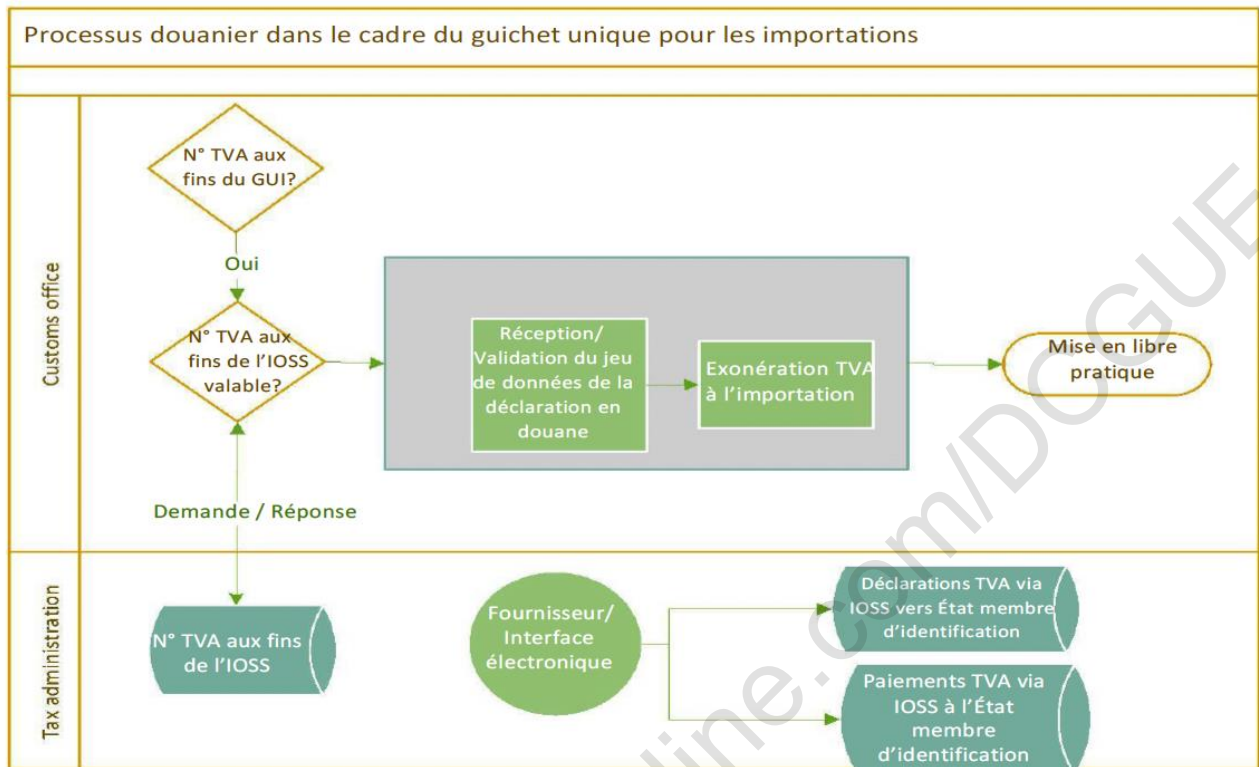 Processus douanier dans le cadre du guichet unique pour les importations
Customs office
N° TVA aux
fins du GUI?
Oui
N° TVA aux
fins de l’IOSS
valable?
Réception/
Validation du jeu
de données de la
déclaration en
douane
Exonération TVA
à l’importation
Mise en libre
pratique
Demande / Réponse
Tax administration
N° TVA aux fins
de l’IOSS
Fournisseur/
Interface
électronique
Déclarations TVA via
IOSS vers État membre
d’identification
Paiements TVA via
IOSS à l’État
membre
d’identification
line.com/DCGUE